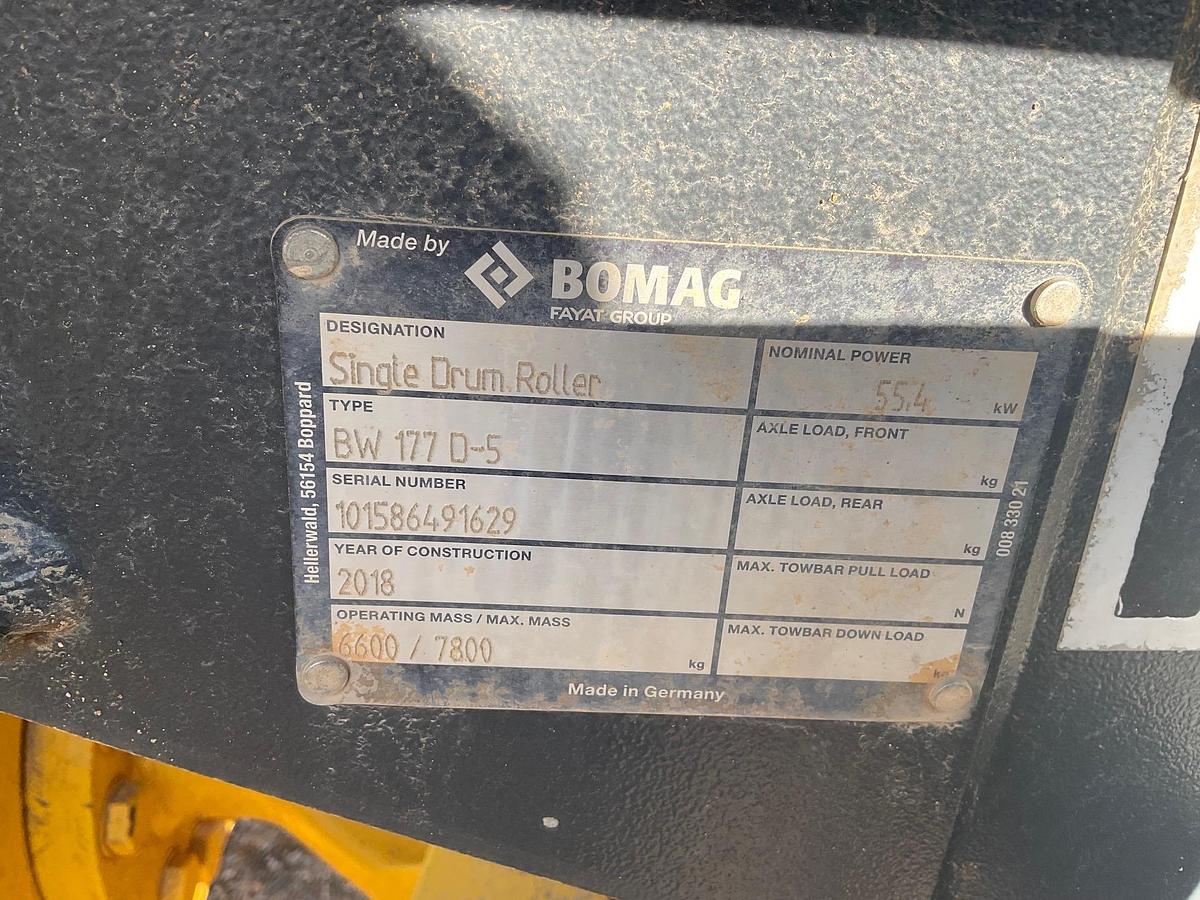 Made by
BOMAG
FAYAT GROUP
DESIGNATION
Single Drum Roller
NOMINAL POWER
55.4 kW
TYPE
BW 177 D-5
AXLE LOAD, FRONT
kg
SERIAL NUMBER
101586491629
AXLE LOAD, REAR
kg
YEAR OF CONSTRUCTION
2018
MAX. TOWBAR PULL LOAD
N
OPERATING MASS / MAX. MASS
6600 / 7800 kg
MAX. TOWBAR DOWN LOAD
kg
Made in Germany
Hellerwald, 56154 Boppard
008 330 21